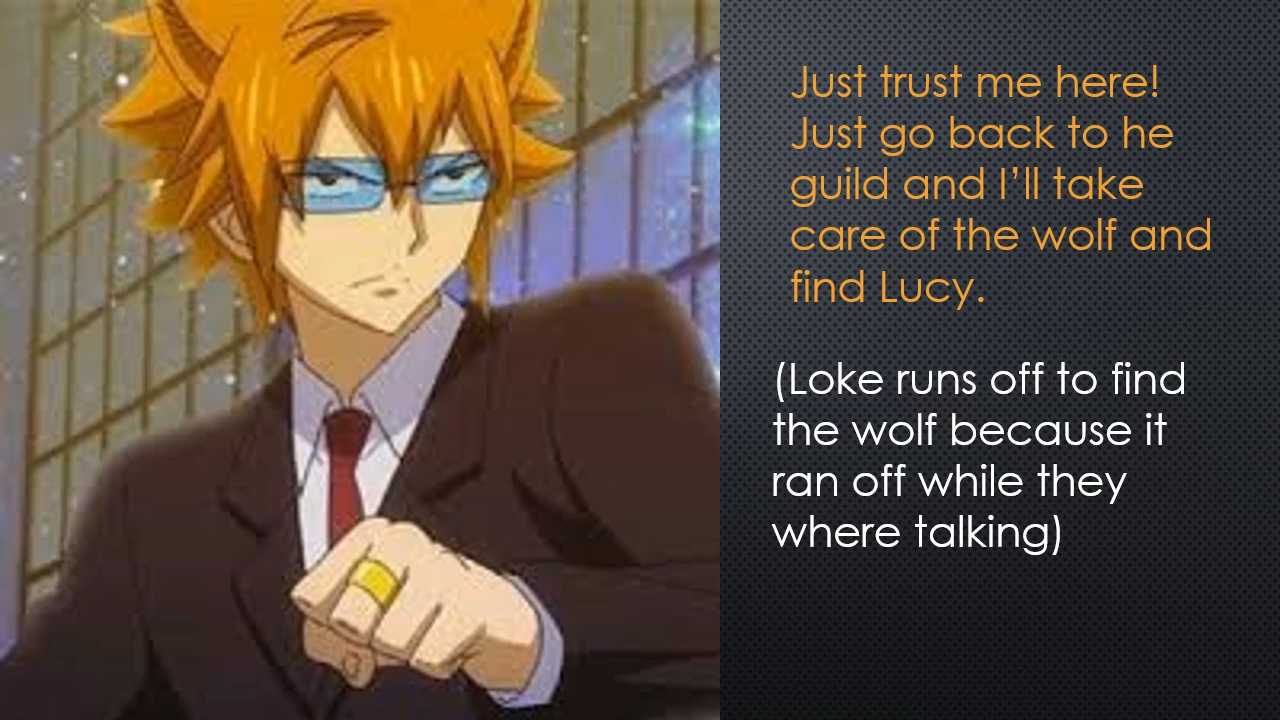 Just trust me here!
Just go back to he
guild and I’ll take
care of the wolf and
find Lucy.
(Loke runs off to find
the wolf because it
ran off while they
where talking)